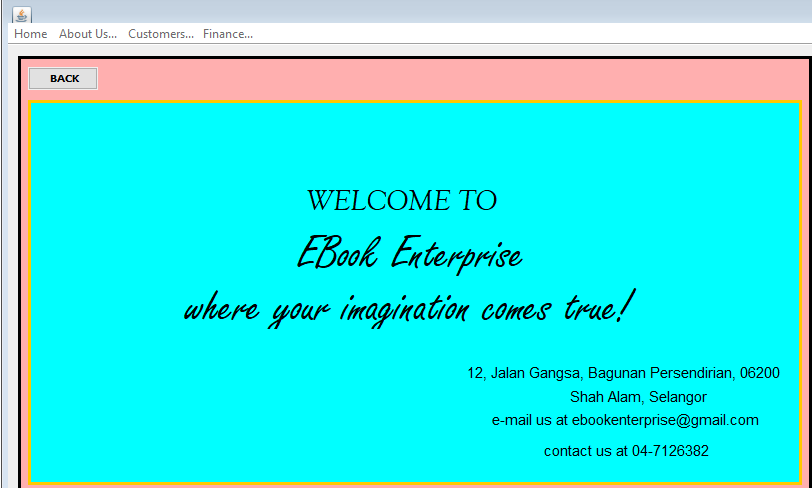 Home About Us... Customers... Finance...
BACK
WELCOME TO
EBook Enterprise
where your imagination comes true!
12, Jalan Gangsa, Bagunan Persendirian, 06200
Shah Alam, Selangor
e-mail us at ebookenterprise@gmail.com
contact us at 04-7126382